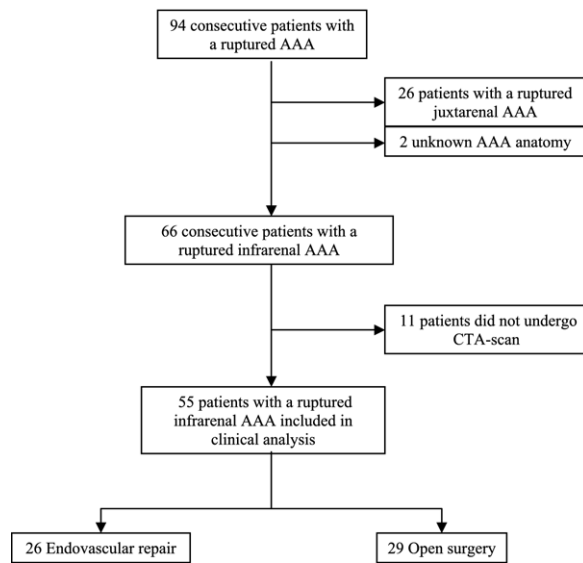 94 consecutive patients with
a ruptured AAA
26 patients with a ruptured
juxtarenal AAA
2 unknown AAA anatomy
66 consecutive patients with a
ruptured infrarenal AAA
11 patients did not undergo
CTA-scan
55 patients with a ruptured
infrarenal AAA included in
clinical analysis
26 Endovascular repair
29 Open surgery